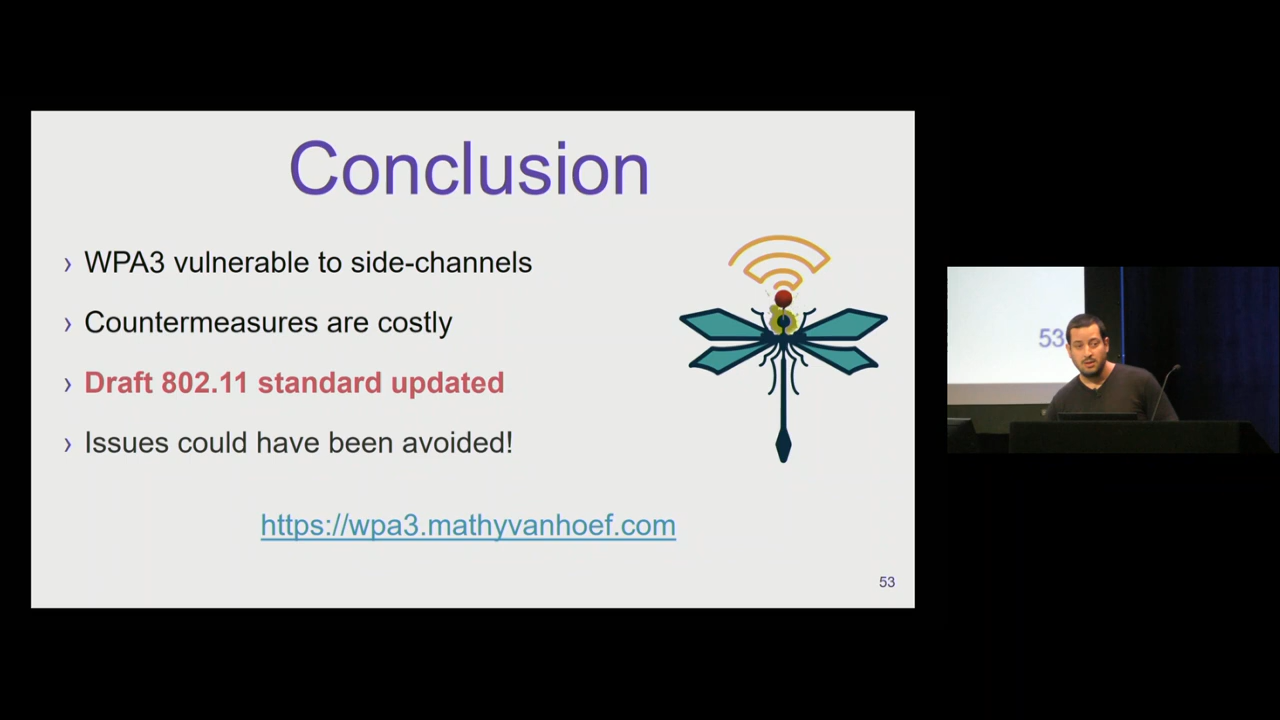 Conclusion
› WPA3 vulnerable to side-channels
› Countermeasures are costly
› Draft 802.11 standard updated
› Issues could have been avoided!
https://wpa3.mathyvanhoef.com
53
53